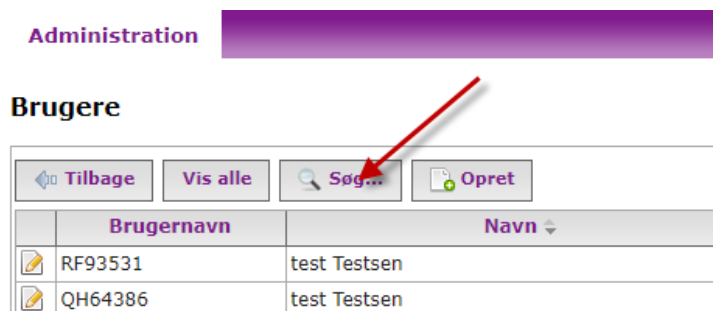 Administration
Brugere
Tilbage Vis alle Søg... Opret
Brugernavn Navn
RF93531 test Testsen
QH64386 test Testsen